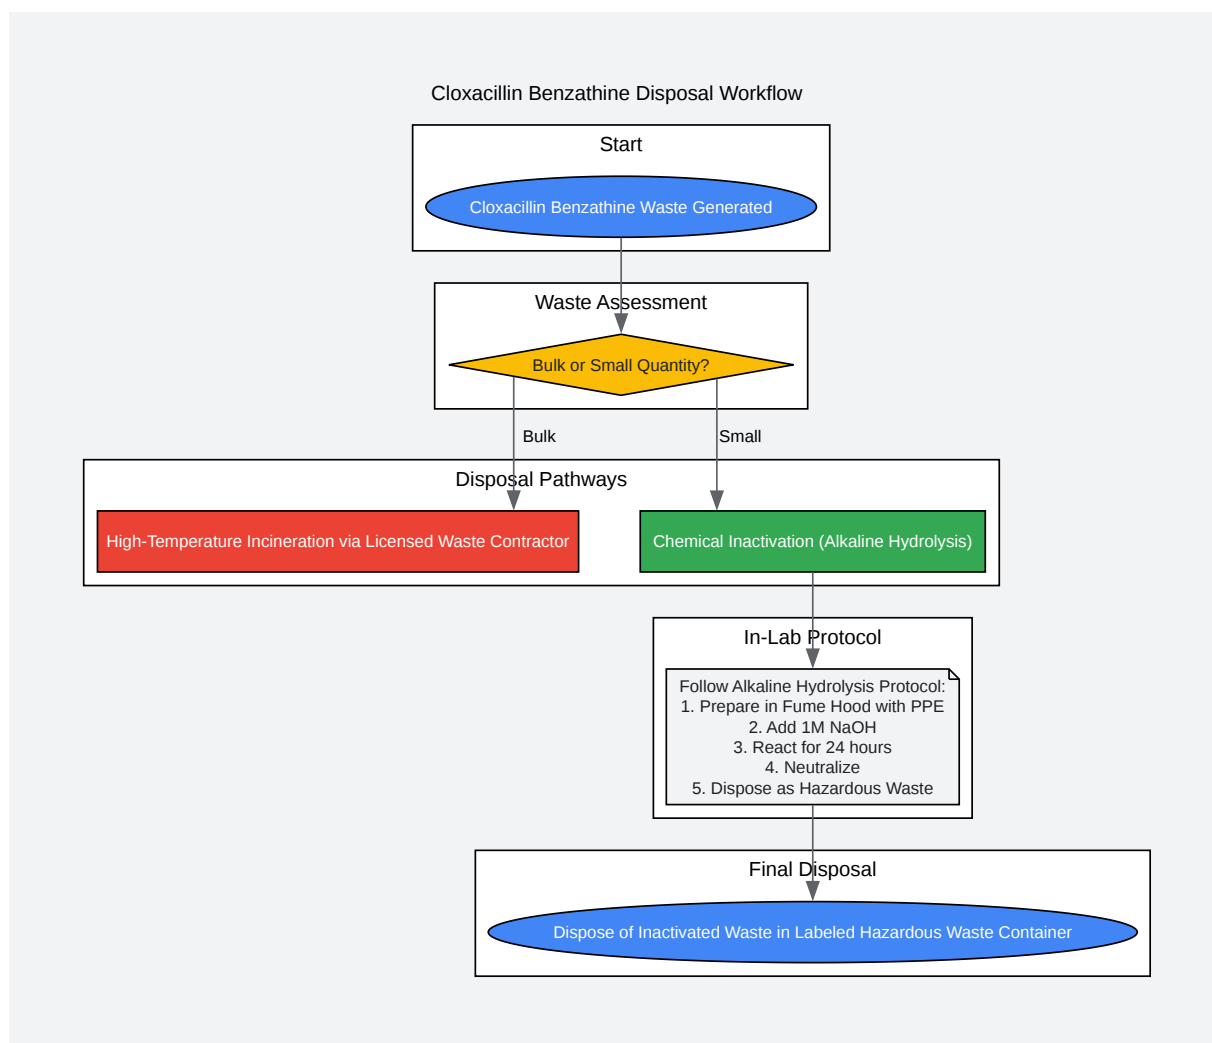 Cloxacillin Benzathine Disposal Workflow
Start
Cloxacillin Benzathine Waste Generated
Waste Assessment
Bulk or Small Quantity?
Bulk
Small
Disposal Pathways
High-Temperature Incineration via Licensed Waste Contractor
Chemical Inactivation (Alkaline Hydrolysis)
In-Lab Protocol
Follow Alkaline Hydrolysis Protocol:
1. Prepare in Fume Hood with PPE
2. Add 1M NaOH
3. React for 24 hours
4. Neutralize
5. Dispose as Hazardous Waste
Final Disposal
Dispose of Inactivated Waste in Labeled Hazardous Waste Container